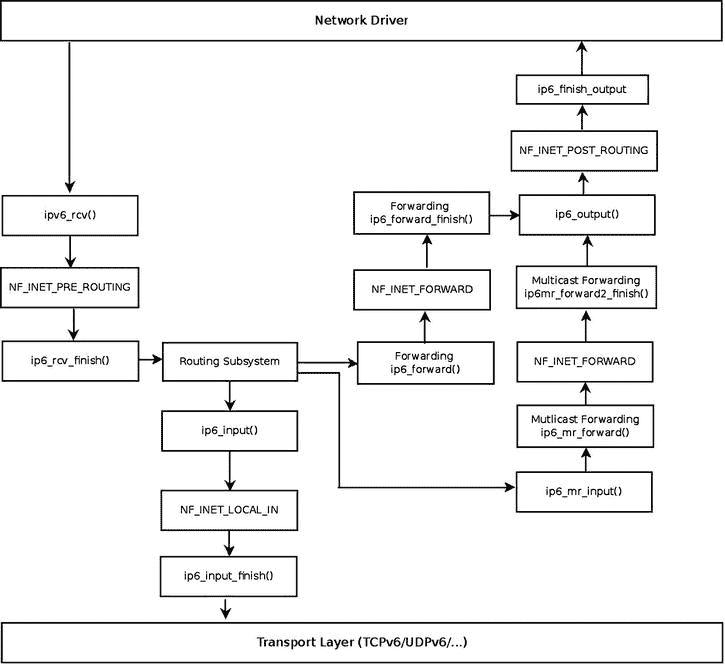 Network Driver
ip6_finish_output
NF_INET_POST_ROUTING
ipv6_rcv()
Forwarding
ip6_forward_finish()
ip6_output()
NF_INET_PRE_ROUTING
NF_INET_FORWARD
Multicast Forwarding
ip6mr_forward2_finish()
ip6_rcv_finish()
Routing Subsystem
Forwarding
ip6_forward()
NF_INET_FORWARD
ip6_input()
Mutlicast Forwarding
ip6_mr_forward()
NF_INET_LOCAL_IN
ip6_mr_input()
ip6_input_finish()
Transport Layer (TCPv6/UDPv6/...)